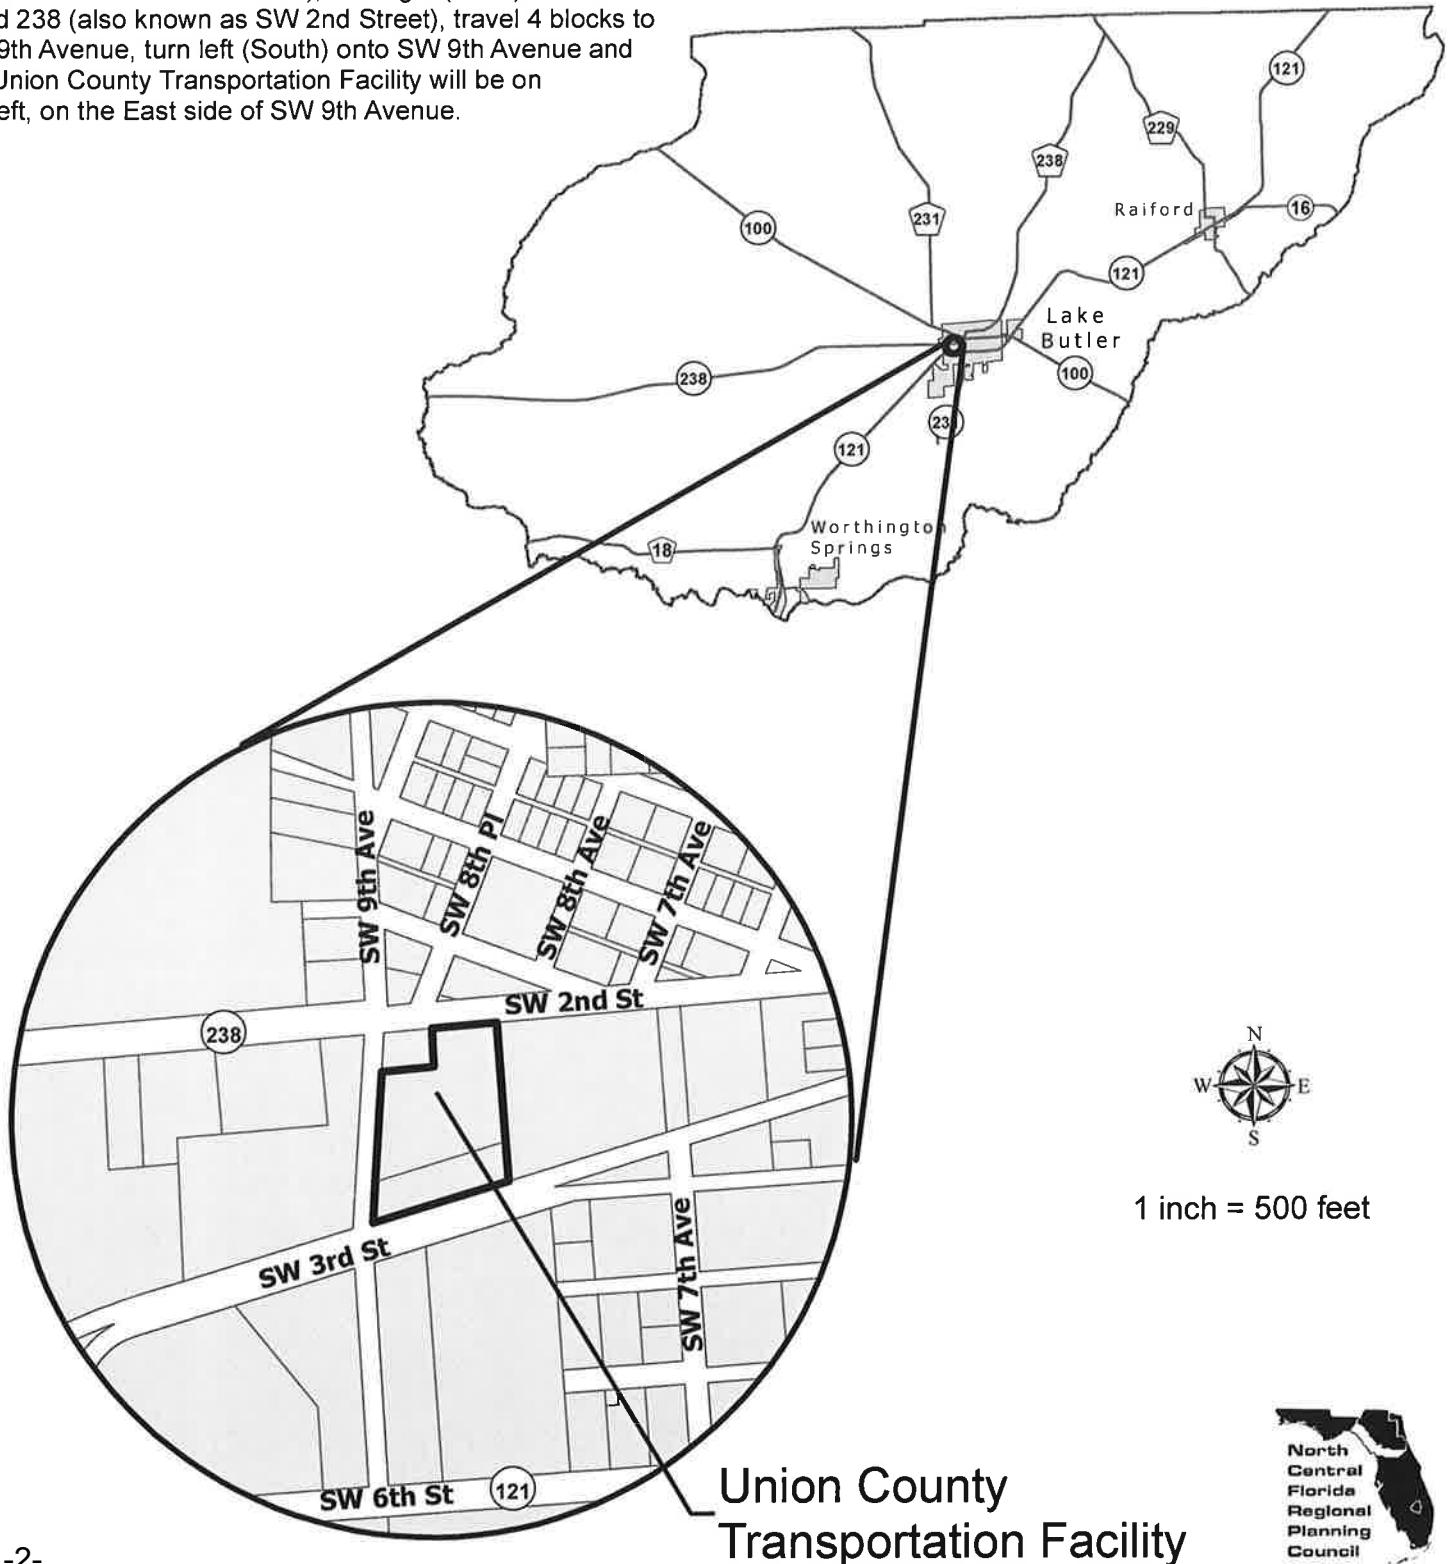 d 238 (also known as SW 2nd Street), travel 4 blocks to
9th Avenue, turn left (South) onto SW 9th Avenue and
Union County Transportation Facility will be on
eft, on the East side of SW 9th Avenue.
121
229
238
Raiford
16
231
100
121
Lake
Butler
238
100
121
Worthington
Springs
18
SW 9th Ave
SW 8th Pl
SW 8th Ave
SW 7th Ave
SW 2nd St
238
N
W E
S
1 inch = 500 feet
SW 3rd St
SW 7th Ave
SW 6th St
121
Union County
Transportation Facility
North
Central
Florida
Regional
Planning
Council
-2-